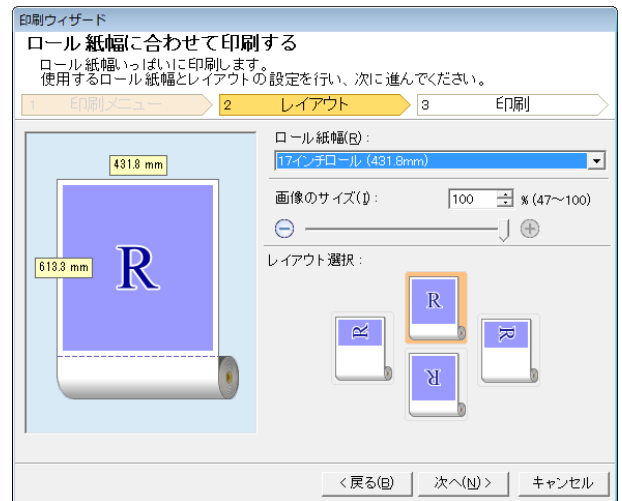 印刷ウィザード
ロール紙幅に合わせて印刷する
ロール紙幅いっぱいに印刷します。
使用するロール紙幅とレイアウトの設定を行い、次に進んでください。
1 印刷メニュー 2 レイアウト 3 印刷
ロール紙幅(R):
17インチロール (431.8mm)
431.8 mm
画像のサイズ(I): 100 % (47～100)
613.3 mm
R
レイアウト選択:
R
R
R
R
<戻る(B) 次へ(N)> キャンセル